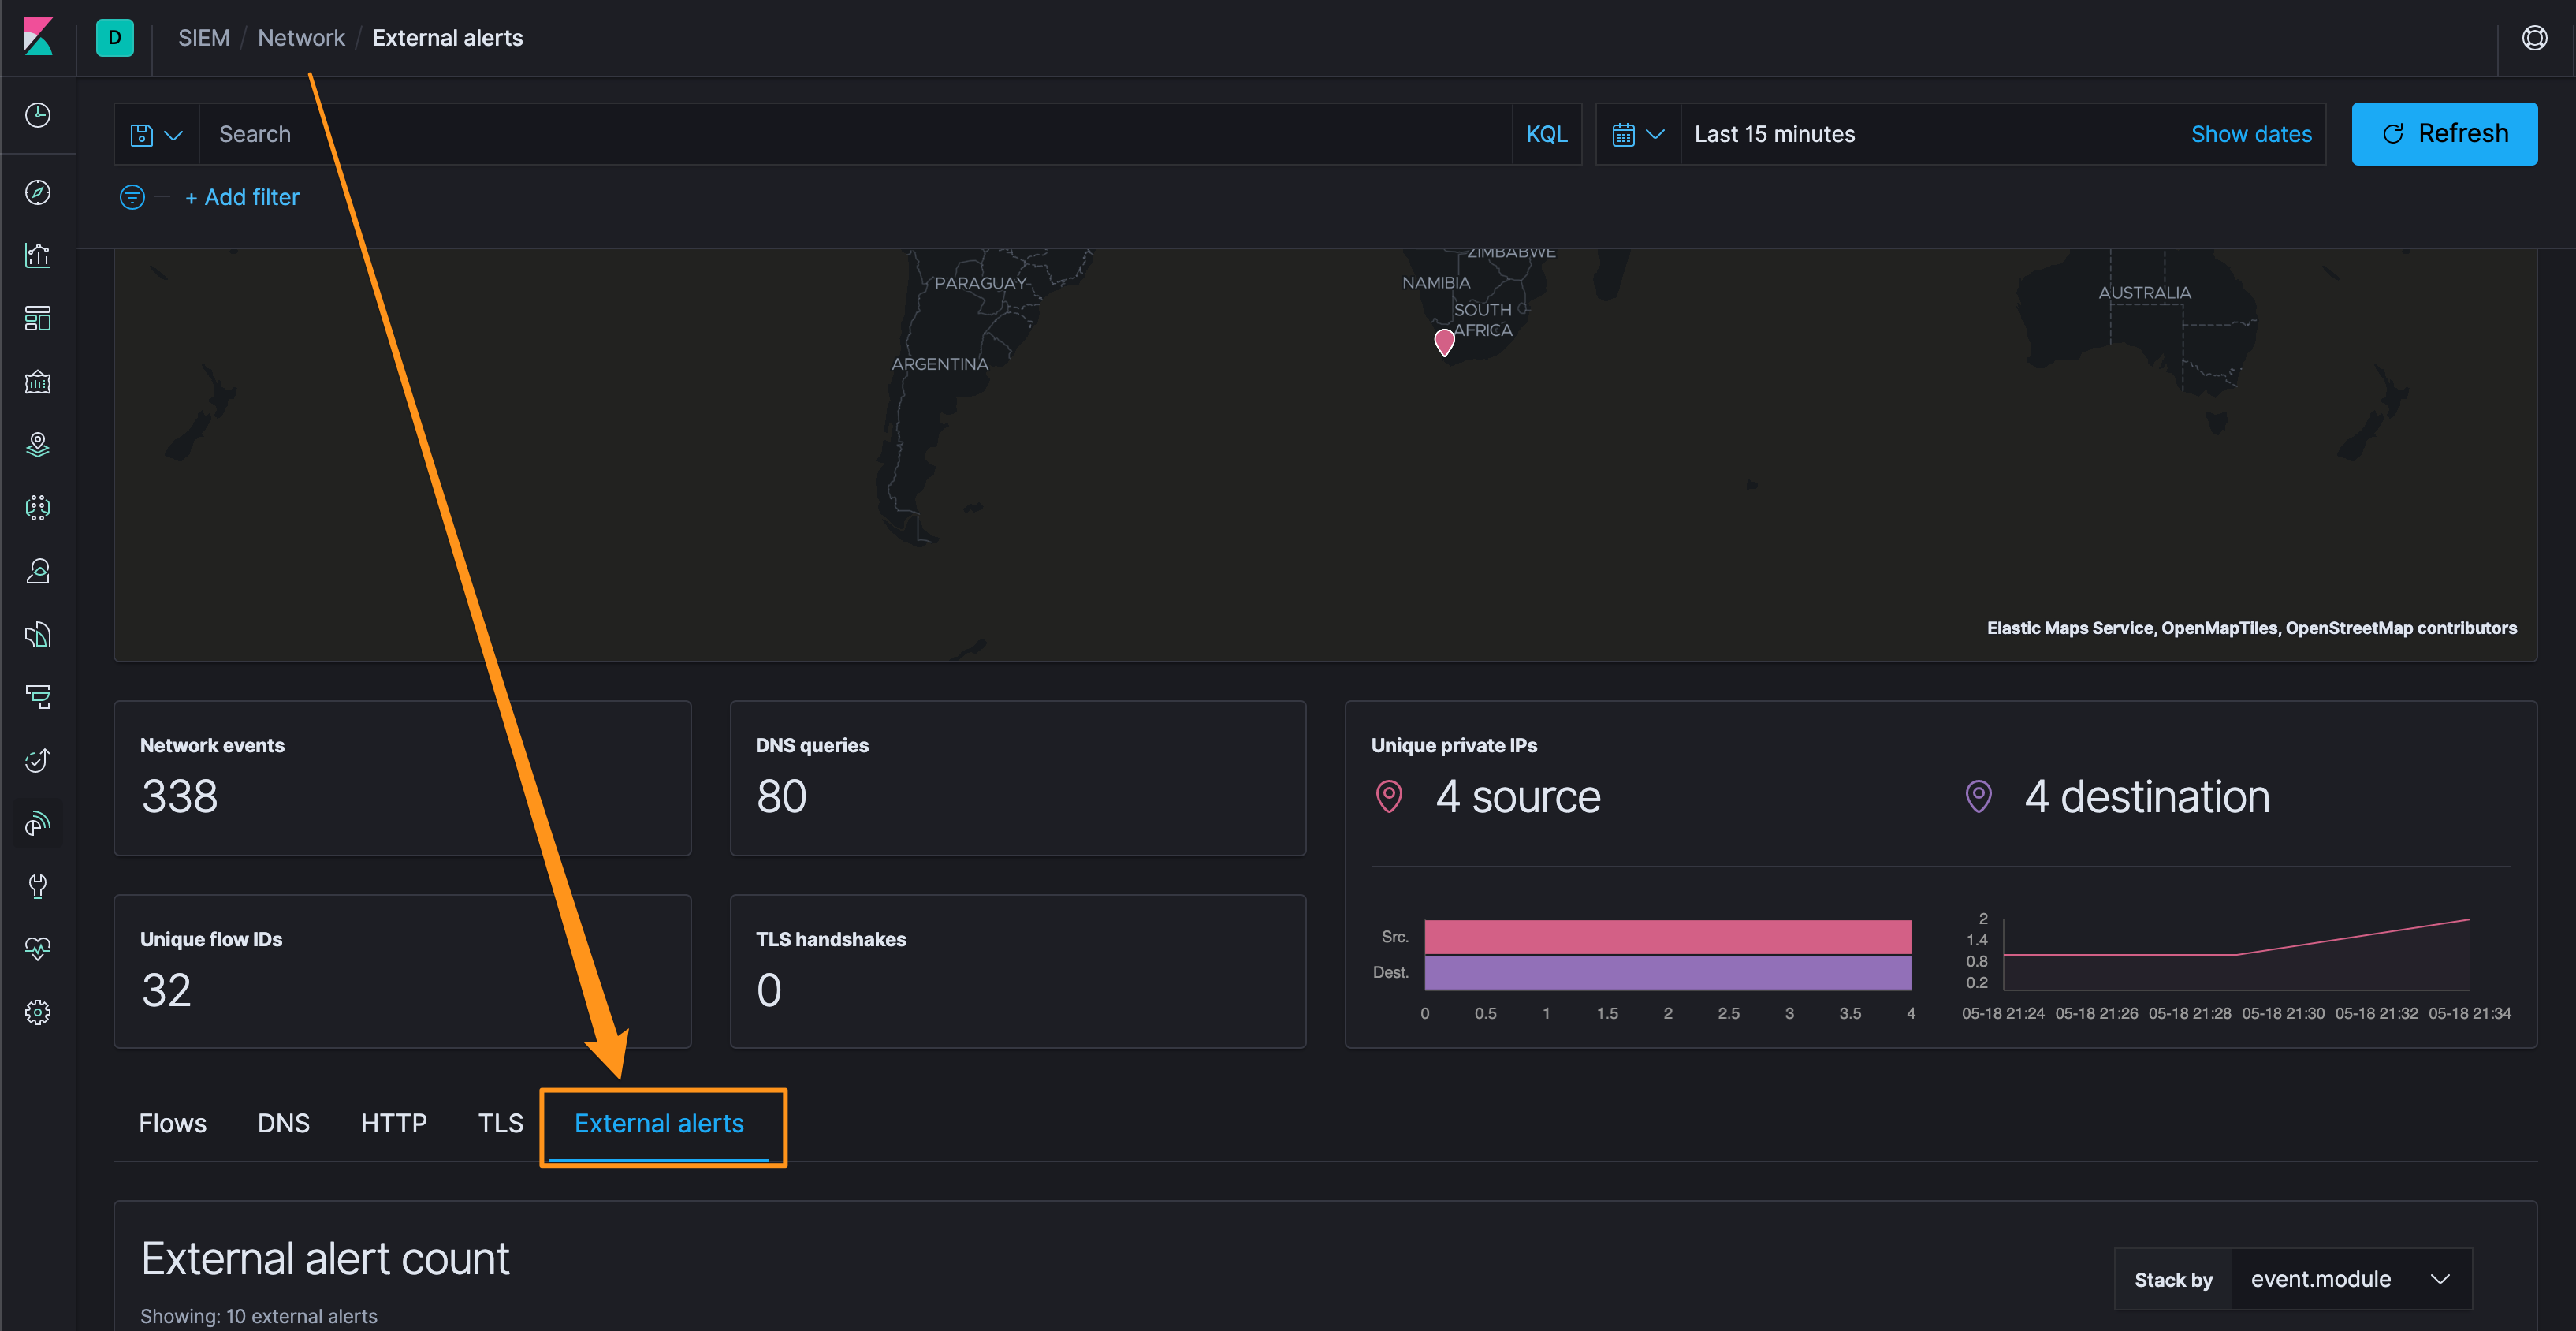 D SIEM / Network / External alerts
Search KQL Last 15 minutes Show dates Refresh
+ Add filter
ZIMBABWE
PARAGUAY NAMIBIA
AUSTRALIA
SOUTH
AFRICA
ARGENTINA
Elastic Maps Service, OpenMapTiles, OpenStreetMap contributors
Network events
338
DNS queries
80
Unique private IPs
4 source 4 destination
Unique flow IDs
32
TLS handshakes
0
Src.
Dest.
0 0.5 1 1.5 2 2.5 3 3.5 4
2
1.4
0.8
0.2
05-18 21:24 05-18 21:26 05-18 21:28 05-18 21:30 05-18 21:32 05-18 21:34
Flows DNS HTTP TLS External alerts
External alert count
Stack by event.module
Showing: 10 external alerts